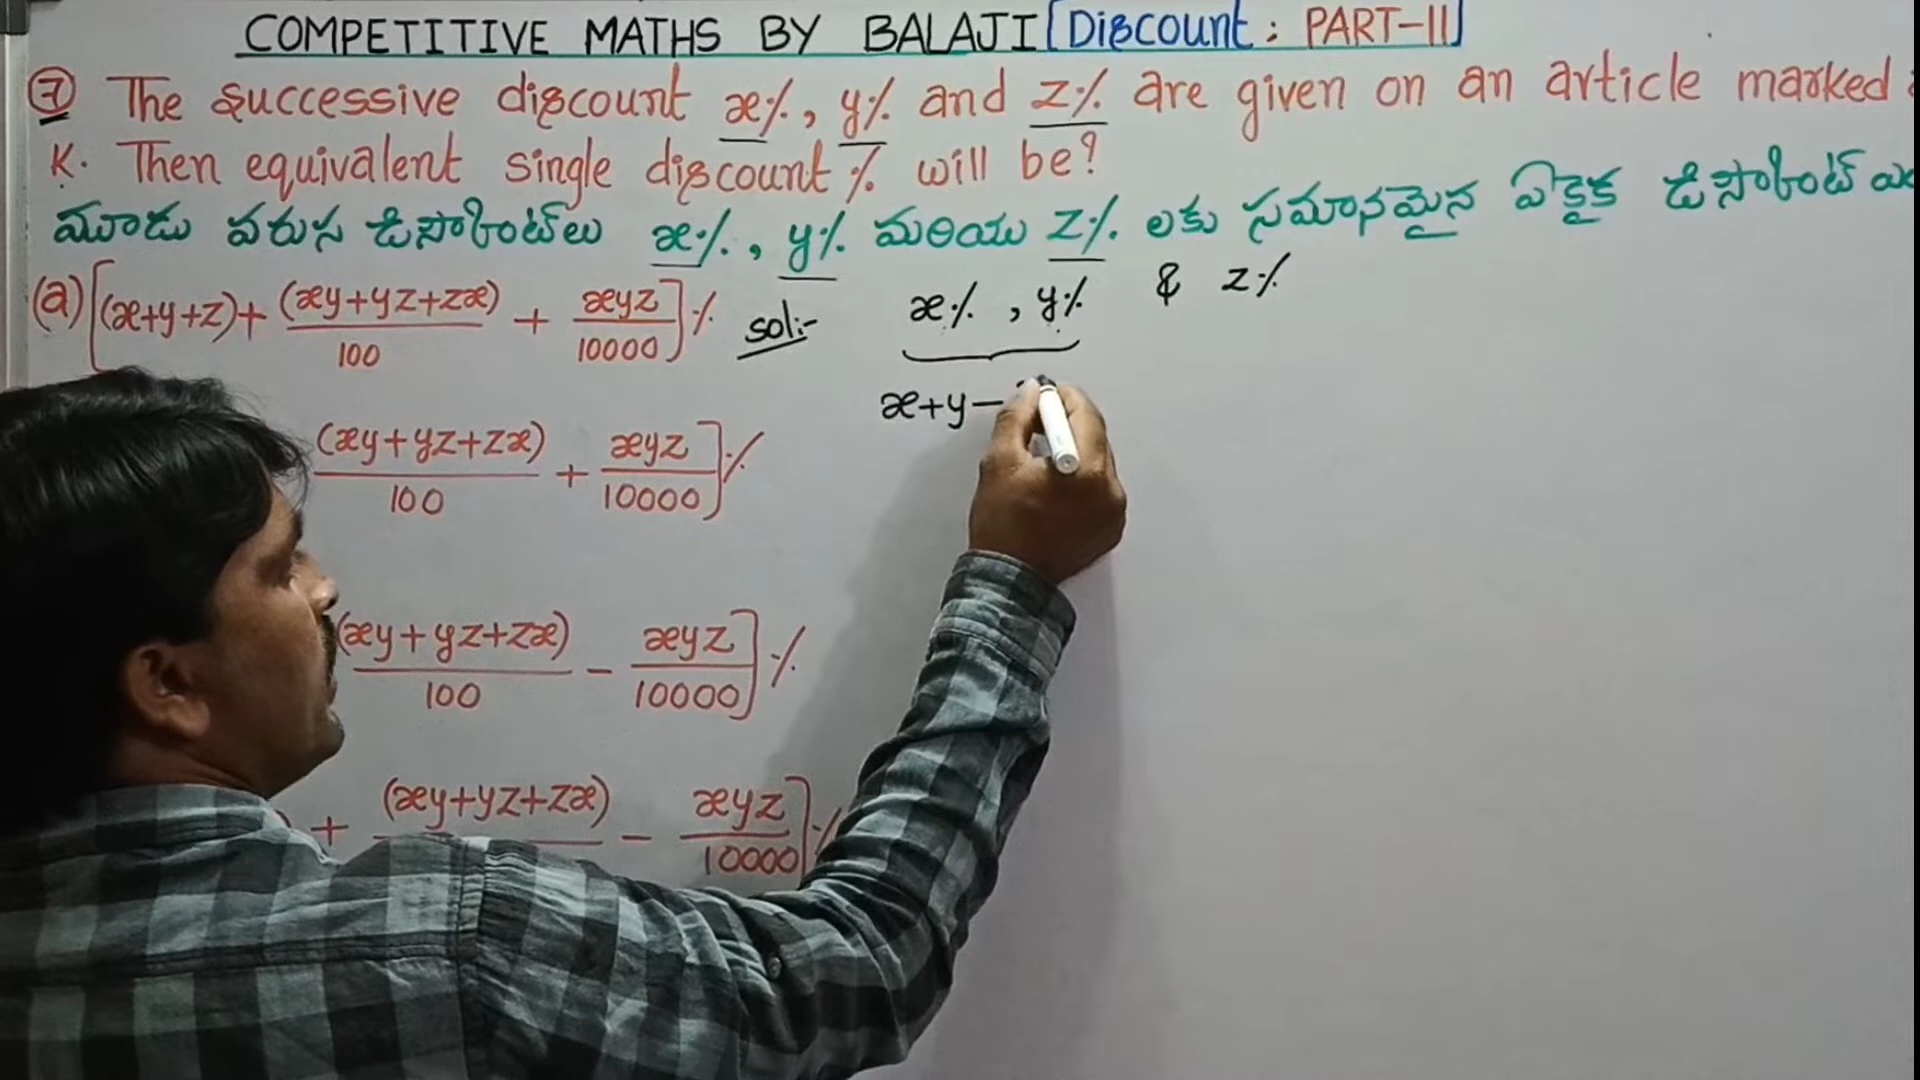 COMPETITIVE MATHS BY BALAJI [Discount : PART-II]
⑦ The successive discount x%, y% and z% are given on an article marked
K. Then equivalent single discount % will be?
మూడు వరుస డిస్కౌంట్‌లు x%, y% మరియు z% లకు సమానమైన ఏకైక డిస్కౌంట్
(a) [(x+y+z)+ (xy+yz+zx)/100 + xyz/10000]%
(xy+yz+zx)/100 + xyz/10000]%
(xy+yz+zx)/100 - xyz/10000]%
) + (xy+yz+zx) - xyz/10000]%
sol:- x%, y% & z%
x+y-